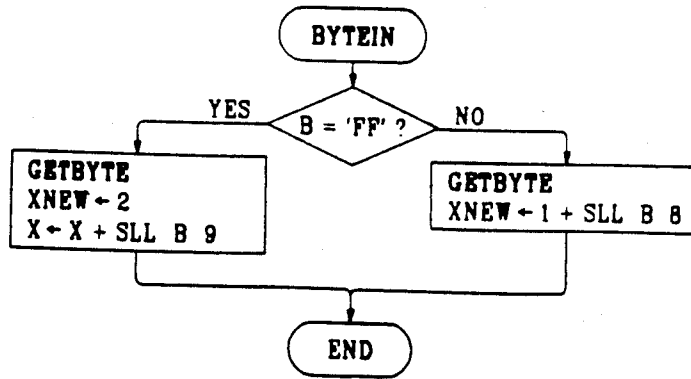 BYTEIN
B = 'FF' ?
YES
NO
GETBYTE
XNEW ← 2
X ← X + SLL B 9
GETBYTE
XNEW ← 1 + SLL B 8
END